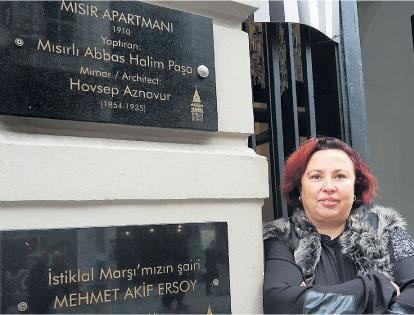 MISIR APARTMANI
1910
Yaptıran:
Mısırlı Abbas Halim Paşa
Mimar / Architect:
Hovsep Aznavur
(1854-1935)
İstiklal Marşı'mızın şairi
MEHMET AKİF ERSOY